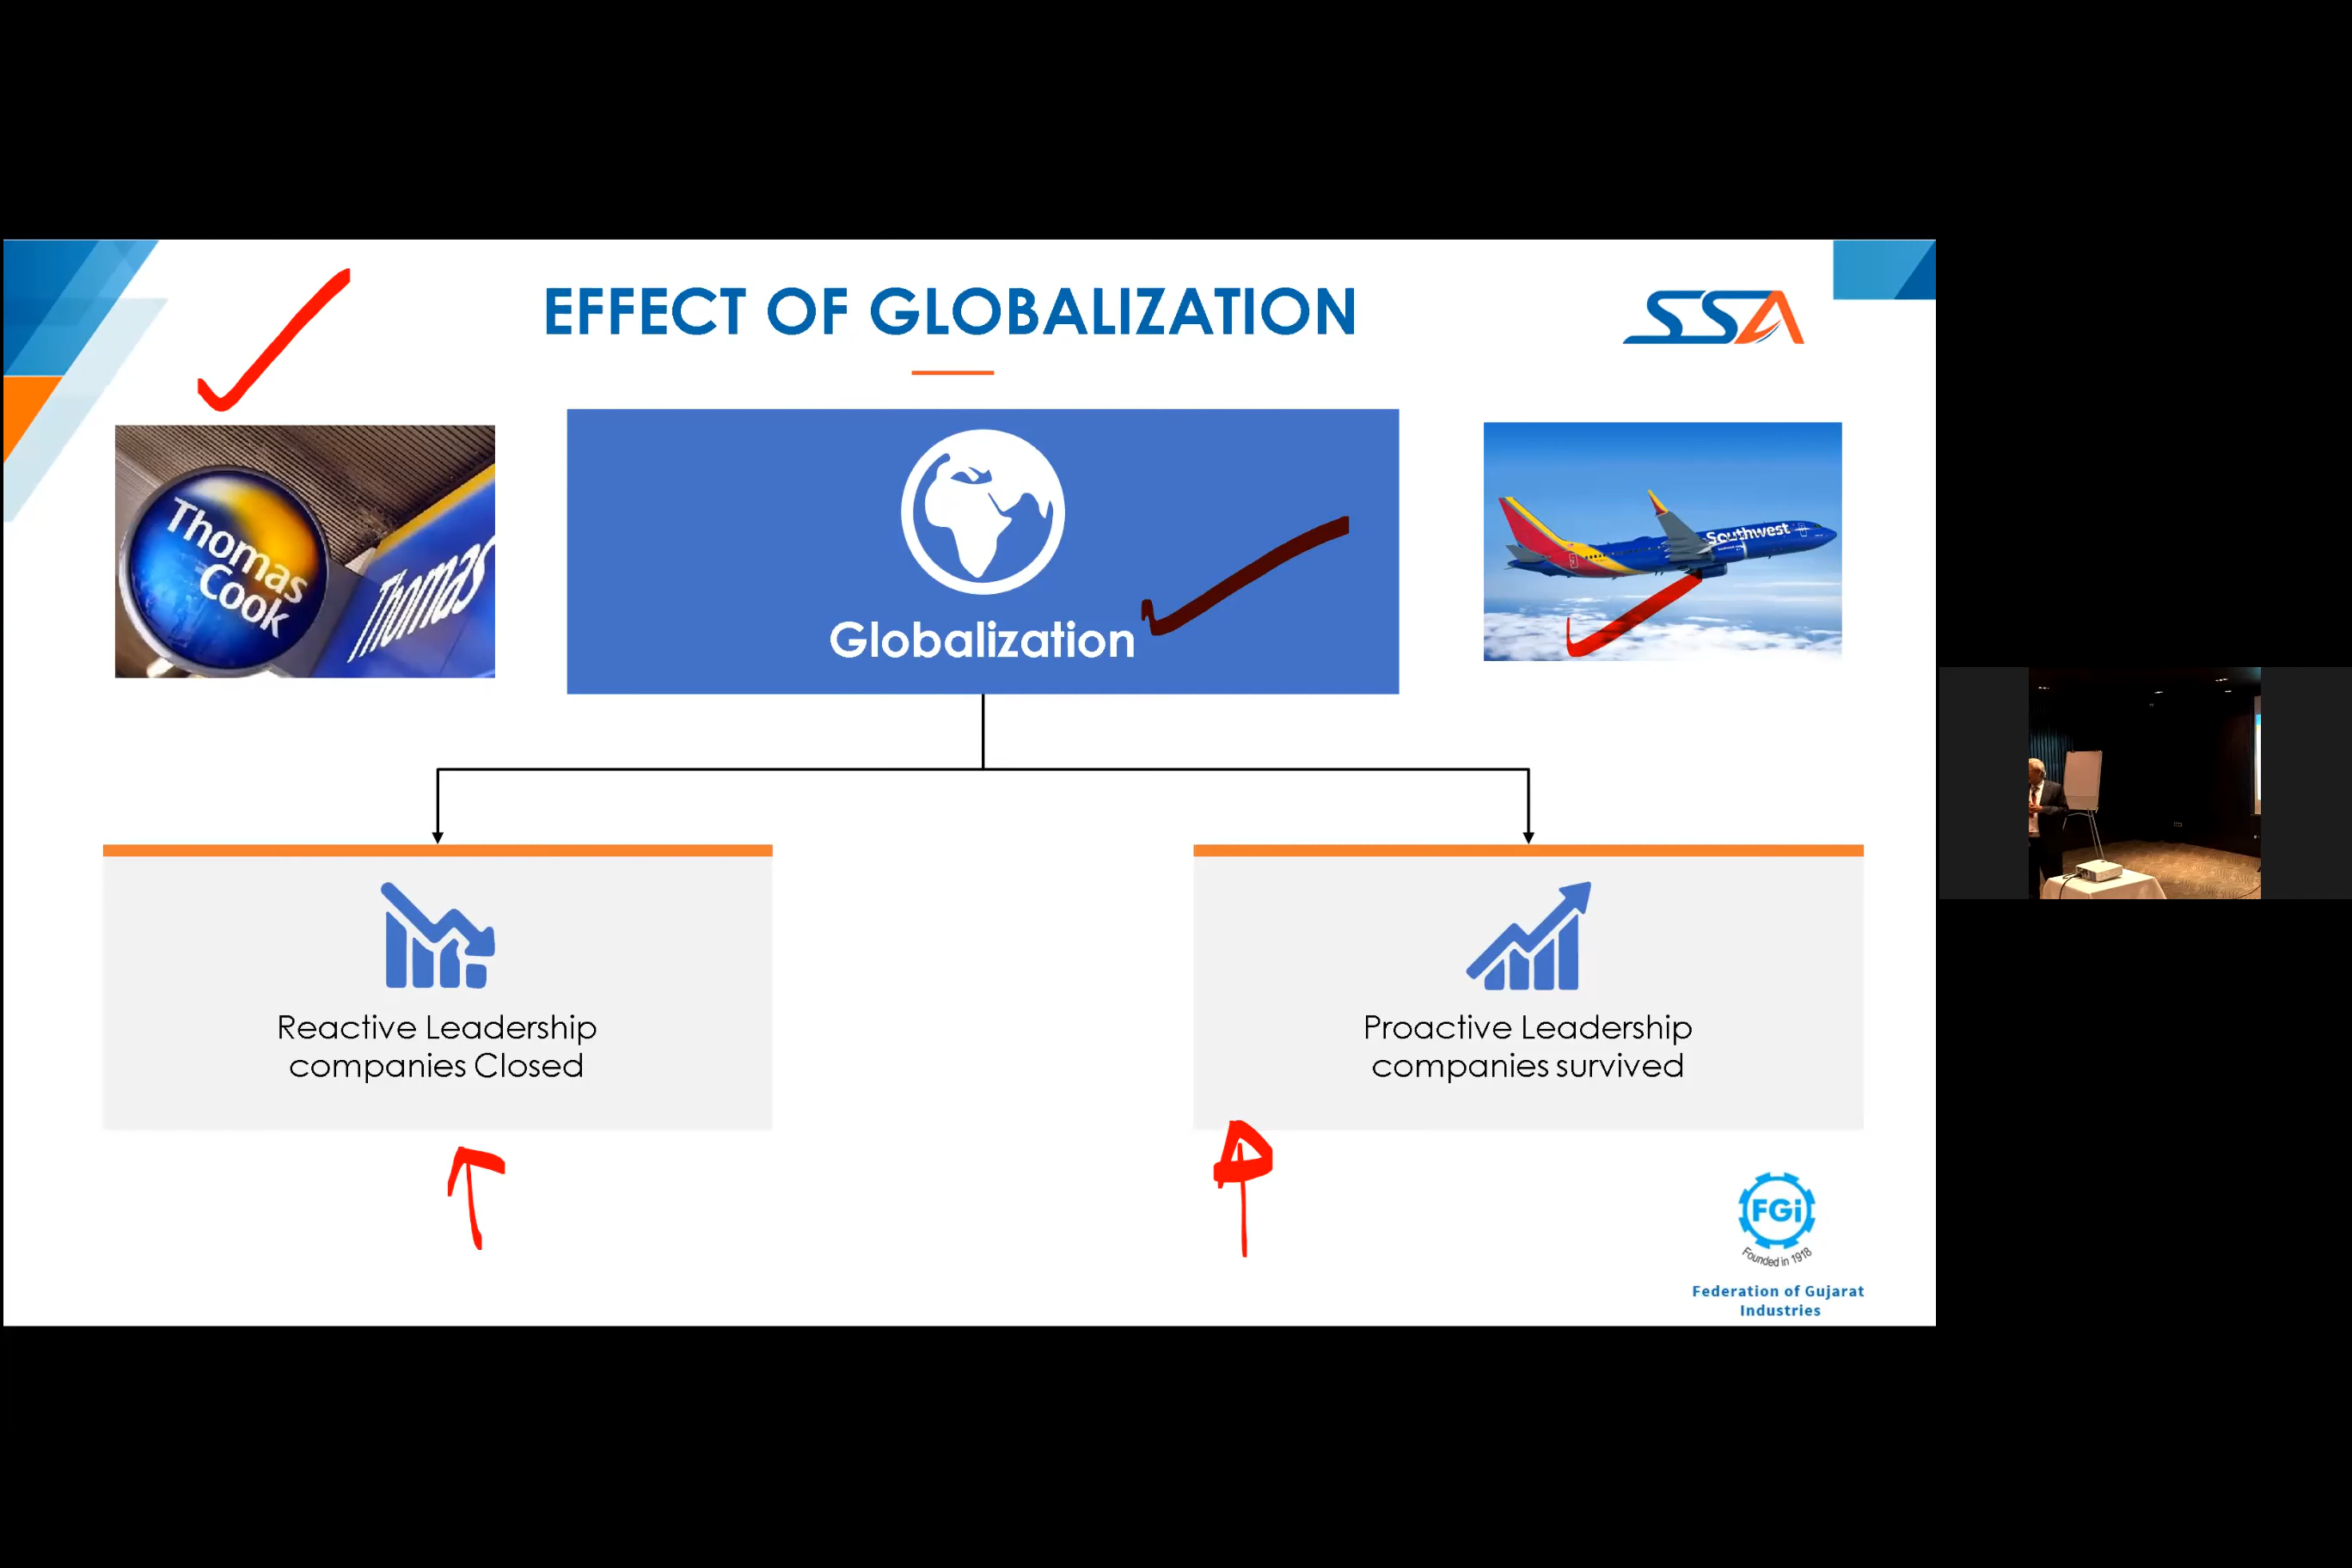 EFFECT OF GLOBALIZATION
SSA
Thomas
Cook
Thomas
Globalization
Southwest
Reactive Leadership
companies Closed
Proactive Leadership
companies survived
FGi
Founded in 1918
Federation of Gujarat
Industries